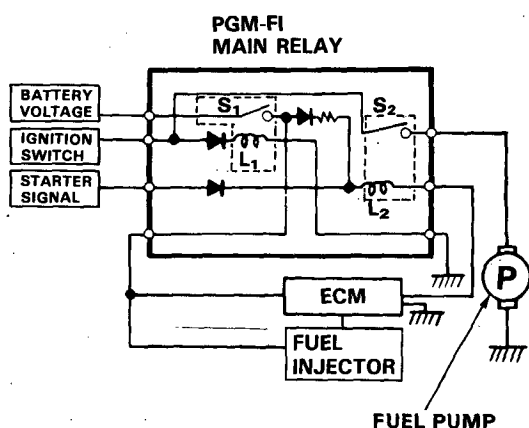 PGM-FI
MAIN RELAY
BATTERY
VOLTAGE
IGNITION
SWITCH
STARTER
SIGNAL
S1
S2
L1
L2
ECM
FUEL
INJECTOR
P
FUEL PUMP